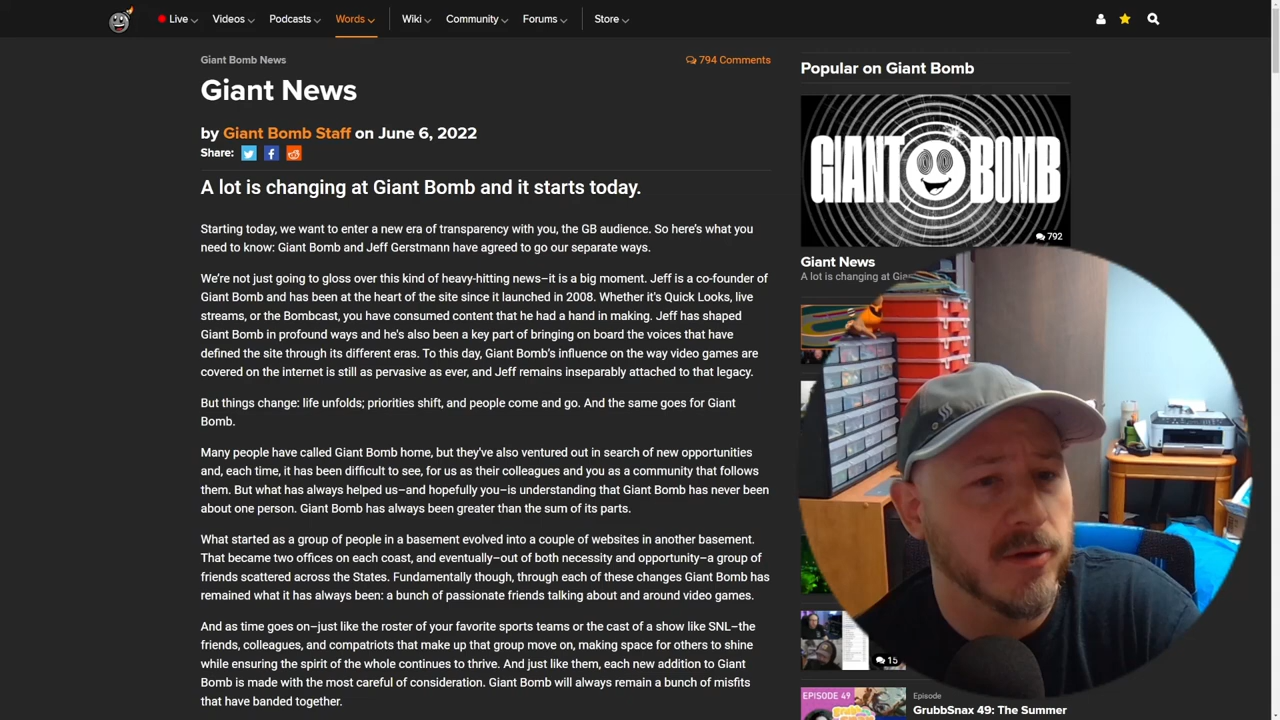 Live Videos Podcasts Words Wiki Community Forums Store
Giant Bomb News
794 Comments
Giant News
by Giant Bomb Staff on June 6, 2022
Share:
A lot is changing at Giant Bomb and it starts today.
Starting today, we want to enter a new era of transparency with you, the GB audience. So here's what you
need to know: Giant Bomb and Jeff Gerstmann have agreed to go our separate ways.
We're not just going to gloss over this kind of heavy-hitting news–it is a big moment. Jeff is a co-founder of
Giant Bomb and has been at the heart of the site since it launched in 2008. Whether it's Quick Looks, live
streams, or the Bombcast, you have consumed content that he had a hand in making. Jeff has shaped
Giant Bomb in profound ways and he's also been a key part of bringing on board the voices that have
defined the site through its different eras. To this day, Giant Bomb's influence on the way video games are
covered on the internet is still as pervasive as ever, and Jeff remains inseparably attached to that legacy.
But things change: life unfolds; priorities shift, and people come and go. And the same goes for Giant
Bomb.
Many people have called Giant Bomb home, but they've also ventured out in search of new opportunities
and, each time, it has been difficult to see, for us as their colleagues and you as a community that follows
them. But what has always helped us–and hopefully you–is understanding that Giant Bomb has never been
about one person. Giant Bomb has always been greater than the sum of its parts.
What started as a group of people in a basement evolved into a couple of websites in another basement.
That became two offices on each coast, and eventually–out of both necessity and opportunity–a group of
friends scattered across the States. Fundamentally though, through each of these changes Giant Bomb has
remained what it has always been: a bunch of passionate friends talking about and around video games.
And as time goes on–just like the roster of your favorite sports teams or the cast of a show like SNL–the
friends, colleagues, and compatriots that make up that group move on, making space for others to shine
while ensuring the spirit of the whole continues to thrive. And just like them, each new addition to Giant
Bomb is made with the most careful of consideration. Giant Bomb will always remain a bunch of misfits
that have banded together.
Popular on Giant Bomb
GIANT BOMB
792
Giant News
A lot is changing at
15
EPISODE 49
Episode
GrubbSnax 49: The Summer